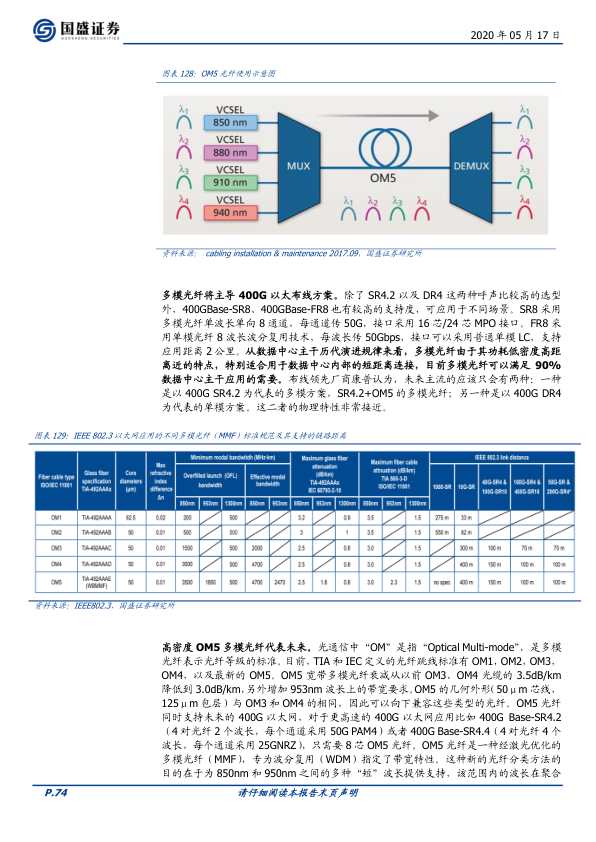 国盛证券
GUOSHENG SECURITIES
2020 年 05 月 17 日
图表 128：OM5 光纤使用示意图
λ1 VCSEL 850 nm
λ2 VCSEL 880 nm
λ3 VCSEL 910 nm
λ4 VCSEL 940 nm
MUX
OM5
λ1 λ2 λ3 λ4
DEMUX
λ1
λ2
λ3
λ4
资料来源： cabling installation & maintenance 2017.09，国盛证券研究所
多模光纤将主导 400G 以太布线方案。除了 SR4.2 以及 DR4 这两种呼声比较高的选型
外，400GBase-SR8、400GBase-FR8 也有较高的支持度，可应用于不同场景。SR8 采用
多模光纤单波长单向 8 通道，每通道传 50G，接口采用 16 芯/24 芯 MPO 接口。FR8 采
用单模光纤 8 波长波分复用技术，每波长传 50Gbps，接口可以采用普通单模 LC，支持
应用距离 2 公里。从数据中心主干历代演进规律来看，多模光纤由于其功耗低密度高距
离近的特点，特别适合用于数据中心内部的短距离连接，目前多模光纤可以满足 90%
数据中心主干应用的需要。布线领先厂商康普认为，未来主流的应该只会有两种：一种
是以 400G SR4.2 为代表的多模方案，SR4.2+OM5 的多模光纤；另一种是以 400G DR4
为代表的单模方案。这二者的物理特性非常接近。
图表 129：IEEE 802.3 以太网应用的不同多模光纤（MMF）标准规范及其支持的链路距离
Fiber cable type ISO/IEC 11801
Glass fiber specification TIA-492AAAx
Core diameters (μm)
Max refractive index difference Δn
Mimimum modal bandwitdh (MHz·km)
Overfilled launch (OFL) bandwidth
Effective modal bandwidth
Maximum glass fiber attenuation (dB/km) TIA-492AAAx IEC 60793-2-10
Maximum fiber cable attenuation (dB/km) TIA 568-3-D ISO/IEC 11801
IEEE 802.3 link distance
1000-SR 10G-SR 40G-SR4 & 100G-SR10 100G-SR4 & 400G-SR16 50G-SR & 200G-SR4*
850nm 953nm 1300nm 850nm 953nm 850nm 953nm 1300nm 850nm 953nm 1300nm
OM1 TIA-492AAAA 62.5 0.02 200 500 3.2 0.9 3.5 1.5 275 m 33 m
OM2 TIA-492AAAB 50 0.01 500 500 3 1 3.5 1.5 550 m 82 m
OM3 TIA-492AAAC 50 0.01 1500 500 2000 2.5 0.8 3.0 1.5 300 m 100 m 70 m 70 m
OM4 TIA-492AAAD 50 0.01 3500 500 4700 2.5 0.8 3.0 1.5 400 m 150 m 100 m 100 m
OM5 TIA-492AAAE (WBMMF) 50 0.01 3500 1850 500 4700 2470 2.5 1.8 0.8 3.0 2.3 1.5 no spec 400 m 150 m 100 m 100 m
资料来源：IEEE802.3，国盛证券研究所
高密度 OM5 多模光纤代表未来。光通信中“OM”是指“Optical Multi-mode”，是多模
光纤表示光纤等级的标准。目前，TIA 和 IEC 定义的光纤跳线标准有 OM1，OM2，OM3，
OM4，以及最新的 OM5。OM5 宽带多模光纤衰减从以前 OM3、OM4 光缆的 3.5dB/km
降低到 3.0dB/km，另外增加 953nm 波长上的带宽要求。OM5 的几何外形（50μm 芯线，
125μm 包层）与 OM3 和 OM4 的相同，因此可以向下兼容这些类型的光纤。OM5 光纤
同时支持未来的 400G 以太网，对于更高速的 400G 以太网应用比如 400G Base-SR4.2
（4 对光纤 2 个波长，每个通道采用 50G PAM4）或者 400G Base-SR4.4（4 对光纤 4 个
波长，每个通道采用 25GNRZ），只需要 8 芯 OM5 光纤。OM5 光纤是一种经激光优化的
多模光纤（MMF），专为波分复用（WDM）指定了带宽特性。这种新的光纤分类方法的
目的在于为 850nm 和 950nm 之间的多种“短”波长提供支持，该范围内的波长在聚合
P.74
请仔细阅读本报告末页声明